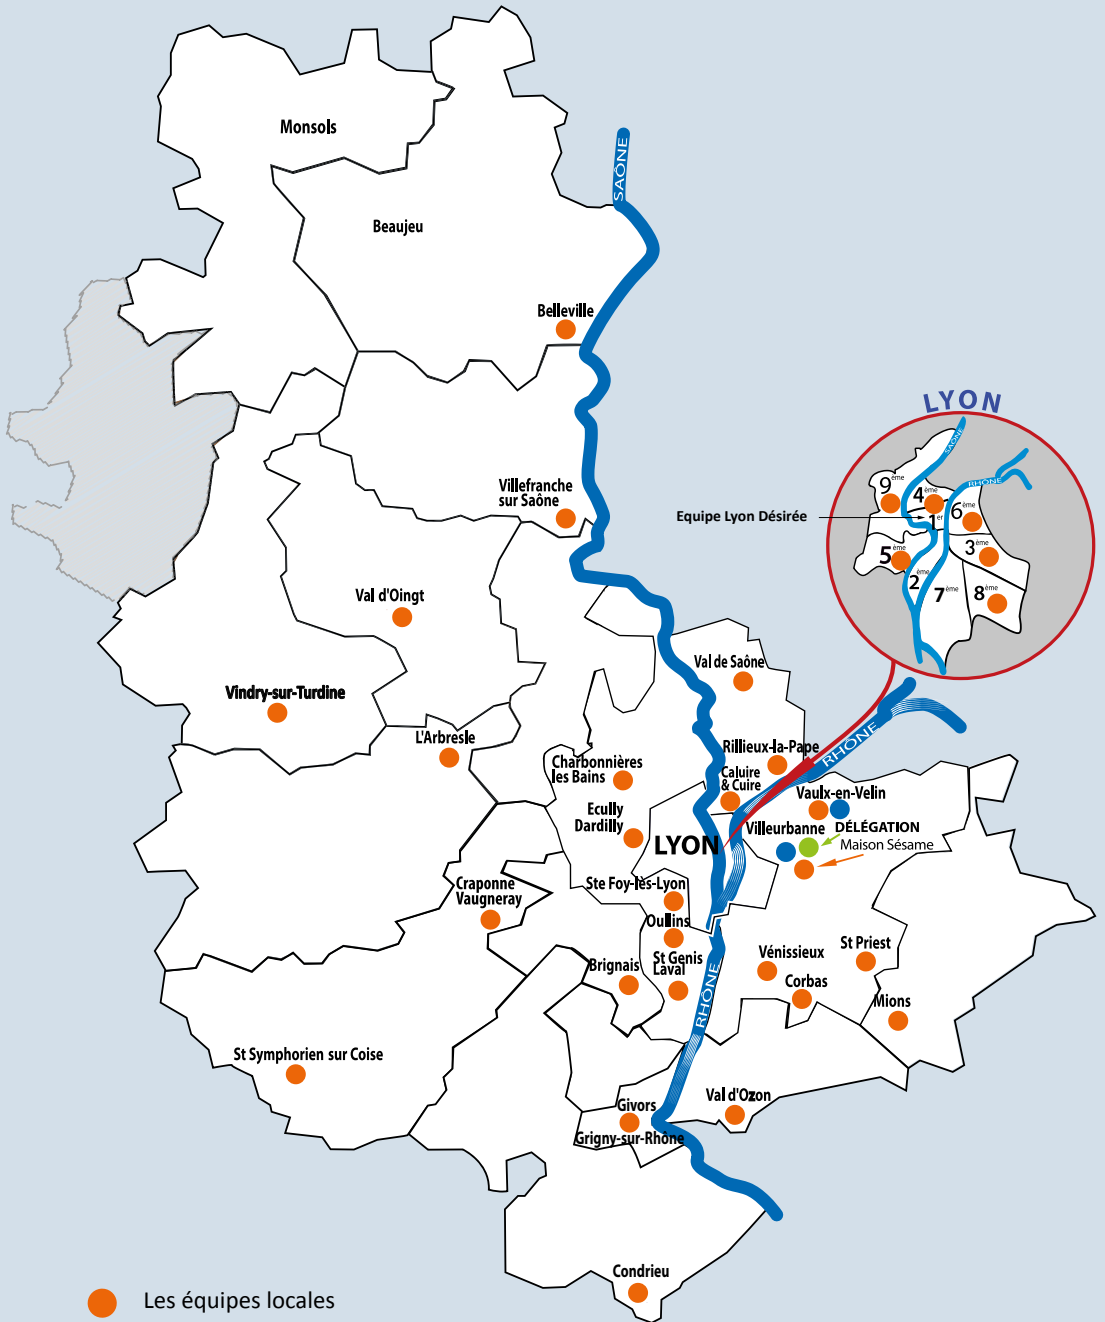 Monsols
SAÔNE
Beaujeu
Belleville
LYON
SAÔNE
RHÔNE
9ème
4ème
1er
6ème
Equipe Lyon Désirée
5ème
3ème
2ème
7ème
8ème
Villefranche
sur Saône
Val d'Oingt
Val de Saône
Vindry-sur-Turdine
L'Arbresle
Rillieux-la-Pape
RHÔNE
Charbonnières
les Bains
Caluire
& Cuire
Vaulx-en-Velin
Ecully
Dardilly
LYON
Villeurbanne
DÉLÉGATION
Maison Sésame
Craponne
Vaugneray
Ste Foy-lès-Lyon
Oullins
St Genis
Laval
Brignais
Vénissieux
St Priest
Corbas
Mions
RHÔNE
St Symphorien sur Coise
Givors
Grigny-sur-Rhône
Val d'Ozon
Condrieu
Les équipes locales